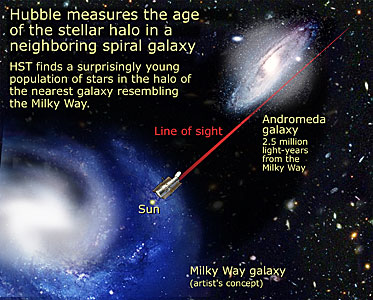 Hubble measures the age
of the stellar halo in a
neighboring spiral galaxy
HST finds a surprisingly young
population of stars in the halo of
the nearest galaxy resembling
the Milky Way.
Andromeda
galaxy
2.5 million
light-years
from the
Milky Way
Line of sight
Sun
Milky Way galaxy
(artist's concept)